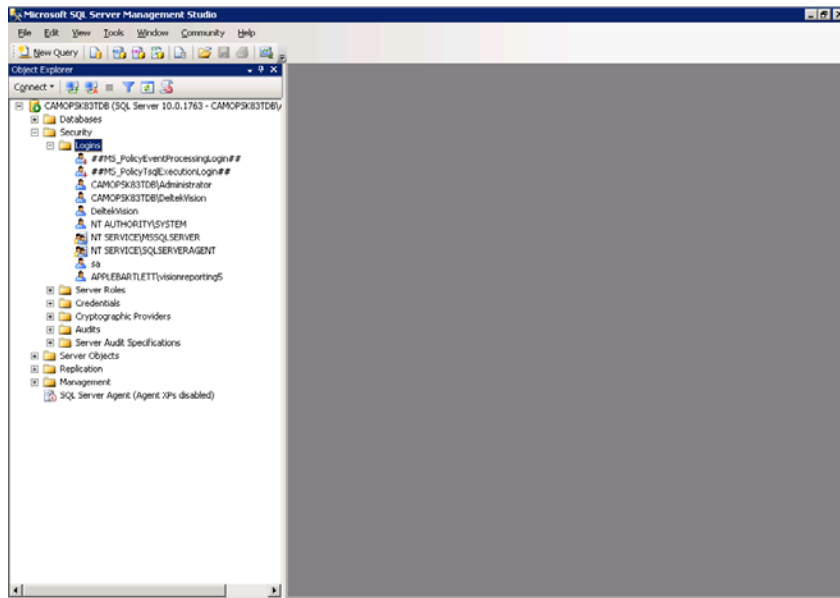 Microsoft SQL Server Management Studio
File Edit View Tools Window Community Help
New Query
Object Explorer
Connect
CAMOPSK83TDB (SQL Server 10.0.1763 - CAMOPSK83TDB\
Databases
Security
Logins
##MS_PolicyEventProcessingLogin##
##MS_PolicyTsqlExecutionLogin##
CAMOPSK83TDB\Administrator
CAMOPSK83TDB\DeltekVision
DeltekVision
NT AUTHORITY\SYSTEM
NT SERVICE\MSSQLSERVER
NT SERVICE\SQLSERVERAGENT
sa
APPLEBARTLETT\visionreporting5
Server Roles
Credentials
Cryptographic Providers
Audits
Server Audit Specifications
Server Objects
Replication
Management
SQL Server Agent (Agent XPs disabled)